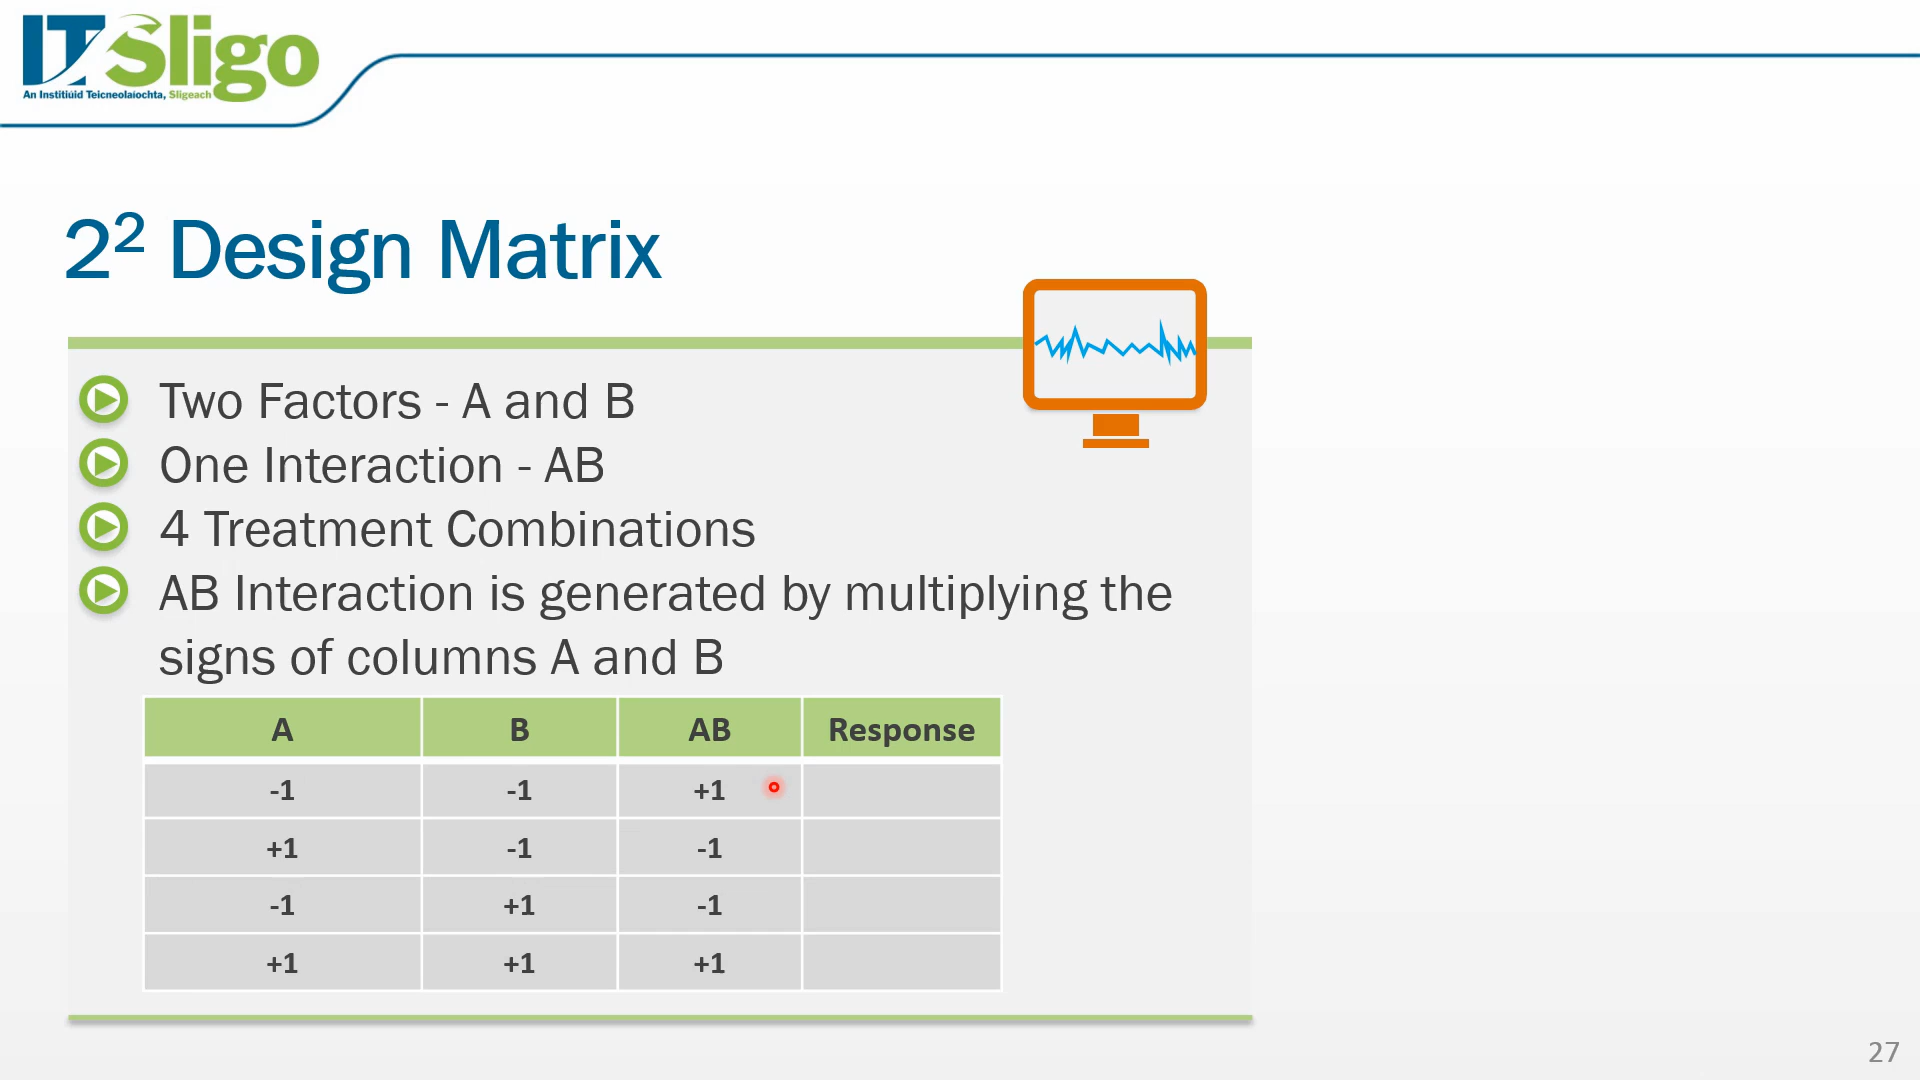 IT Sligo
An Institiúid Teicneolaíochta, Sligeach
2² Design Matrix
Two Factors - A and B
One Interaction - AB
4 Treatment Combinations
AB Interaction is generated by multiplying the
signs of columns A and B
A B AB Response
-1 -1 +1
+1 -1 -1
-1 +1 -1
+1 +1 +1
27